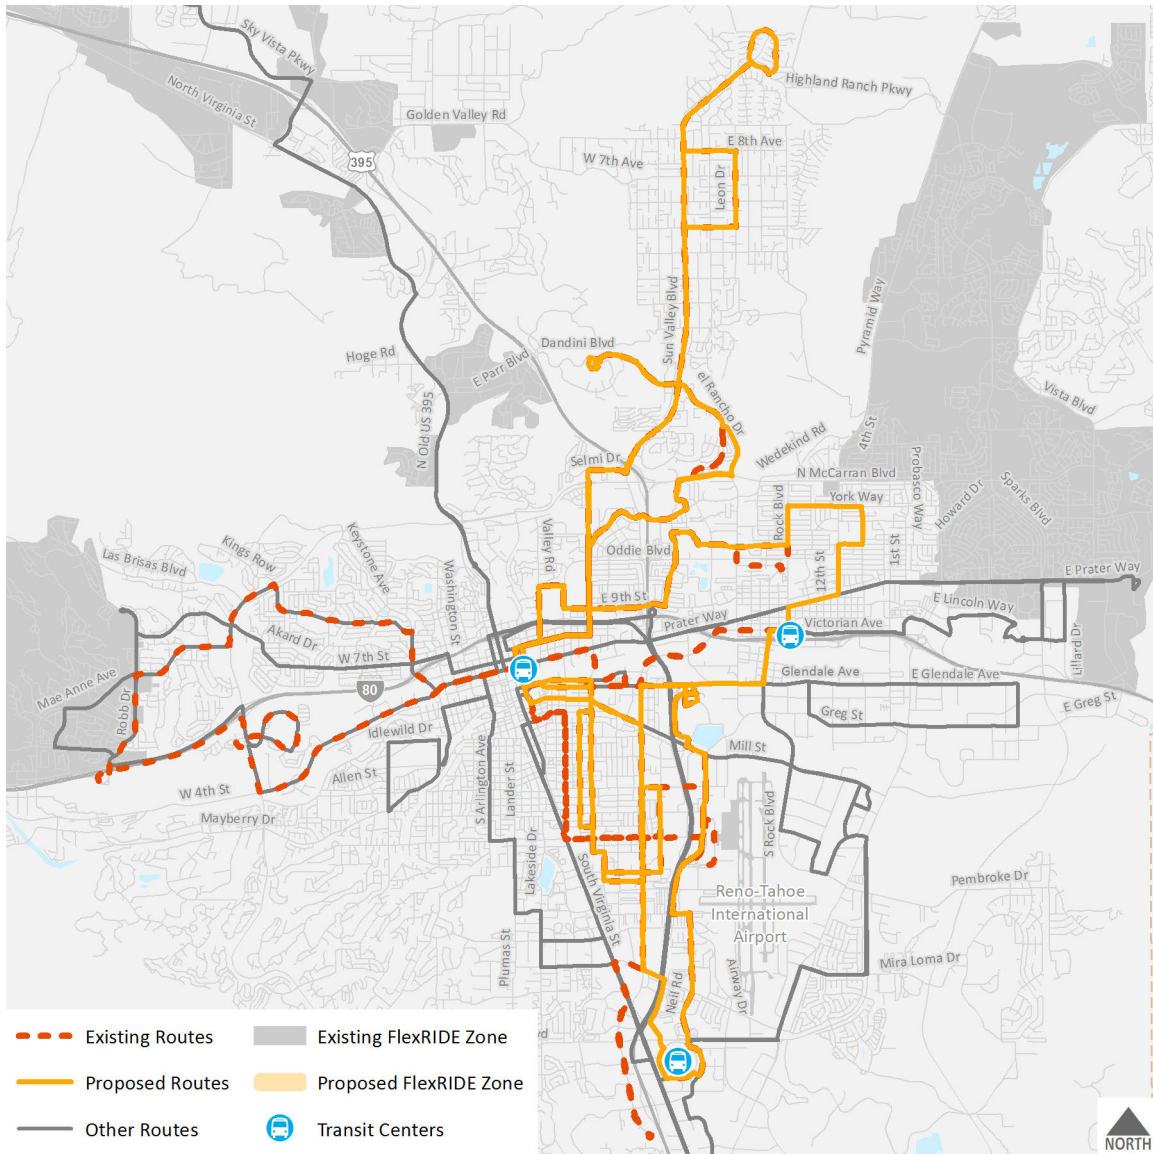 Sky Vista Pkwy
North Virginia St
Golden Valley Rd
Highland Ranch Pkwy
395
E 8th Ave
W 7th Ave
Leon Dr
Sun Valley Blvd
Pyramid Way
Dandini Blvd
Hoge Rd
E Parr Blvd
el Rancho Dr
Vista Blvd
N Old US 395
4th St
Wedekind Rd
Selmi Dr
N McCarran Blvd
Probasco Way
York Way
Howard Dr
Sparks Blvd
Rock Blvd
Valley Rd
Keystone Ave
Kings Row
Las Brisas Blvd
Washington St
Oddie Blvd
12th St
1st St
E Prater Way
E 9th St
E Lincoln Way
Prater Way
Victorian Ave
Akard Dr
W 7th St
Lillard Dr
Glendale Ave
E Glendale Ave
Mae Anne Ave
80
Robb Dr
E Greg St
Greg St
Idlewild Dr
Mill St
Allen St
W 4th St
Mayberry Dr
S Arlington Ave
Lander St
S Rock Blvd
Lakeside Dr
South Virginia St
Pembroke Dr
Reno-Tahoe
International
Airport
Plumas St
Mira Loma Dr
Airway Dr
Neil Rd
vd
Existing Routes
Existing FlexRIDE Zone
Proposed Routes
Proposed FlexRIDE Zone
Other Routes
Transit Centers
NORTH